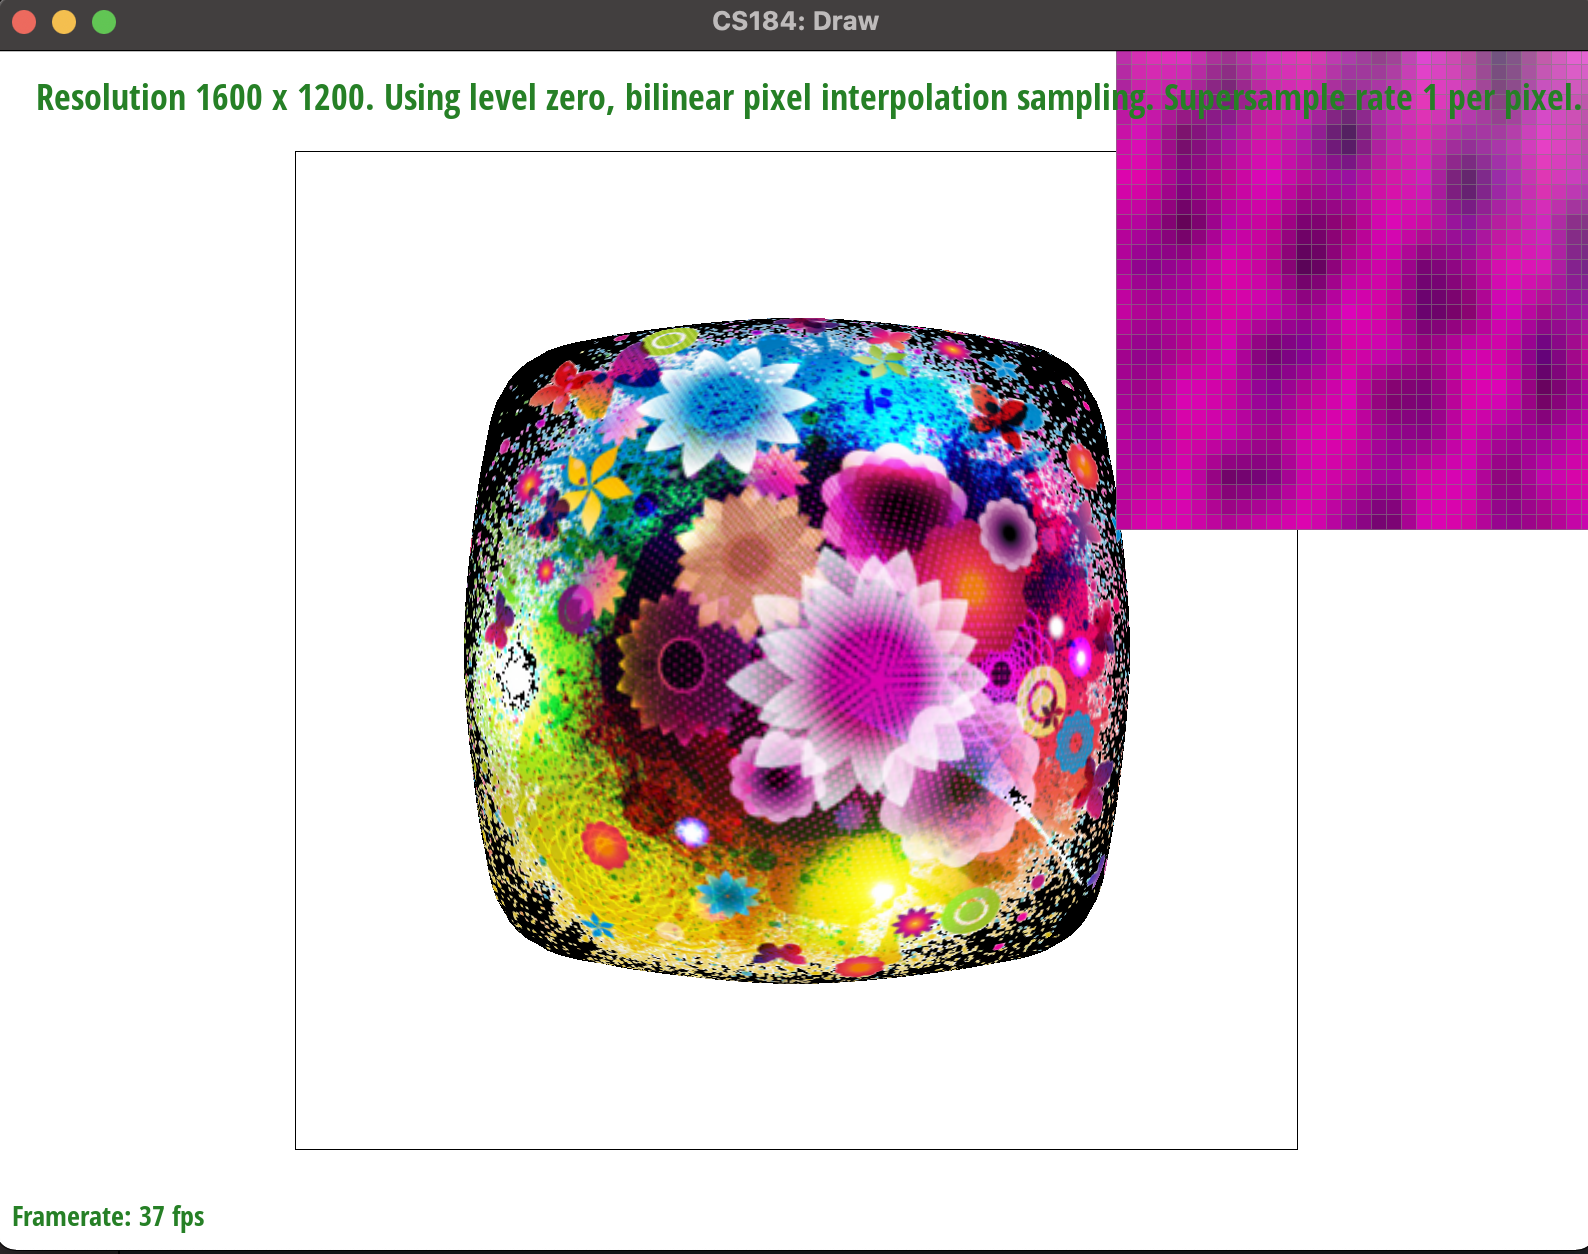 CS184: Draw
Resolution 1600 x 1200. Using level zero, bilinear pixel interpolation sampling. Supersample rate 1 per pixel.
Framerate: 37 fps